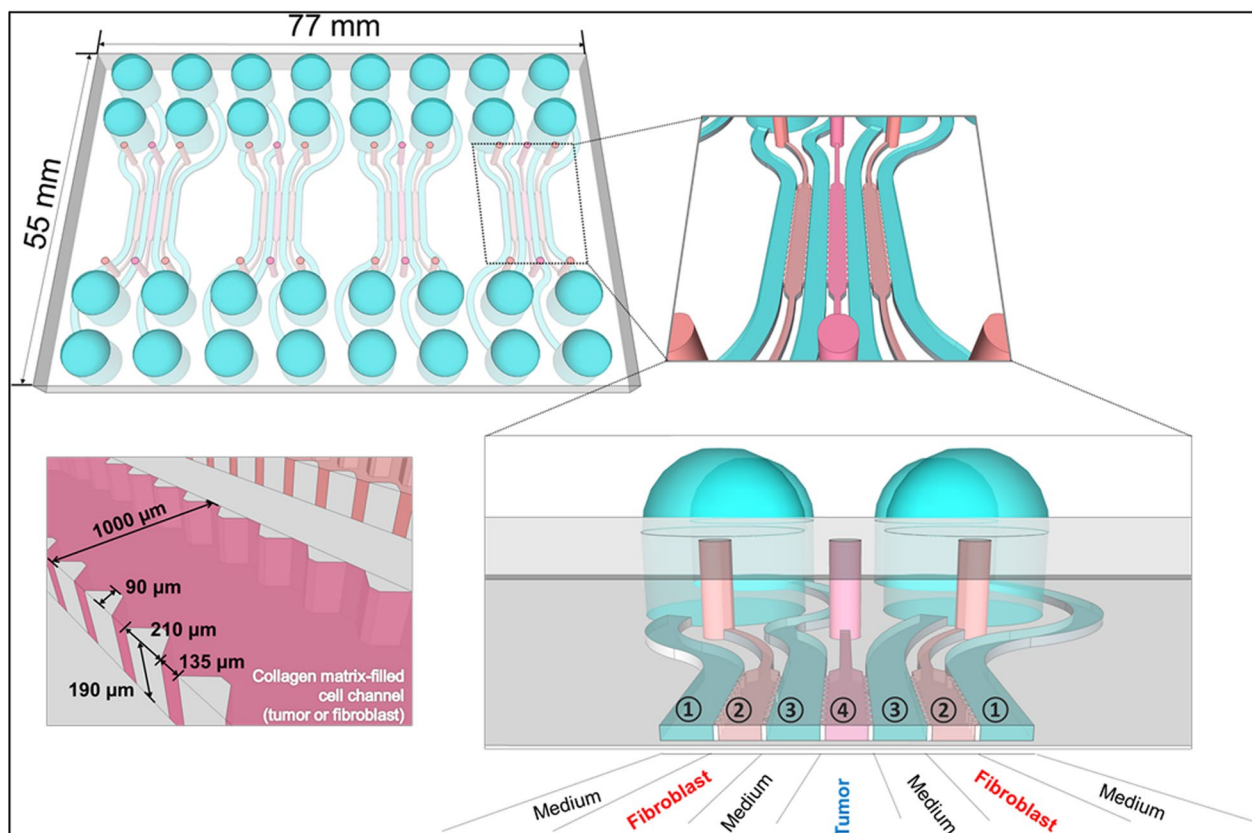 77 mm
55 mm
1000 µm
90 µm
210 µm
135 µm
190 µm
Collagen matrix-filled
cell channel
(tumor or fibroblast)
① ② ③ ④ ③ ② ①
Medium
Fibroblast
Medium
Tumor
Medium
Fibroblast
Medium